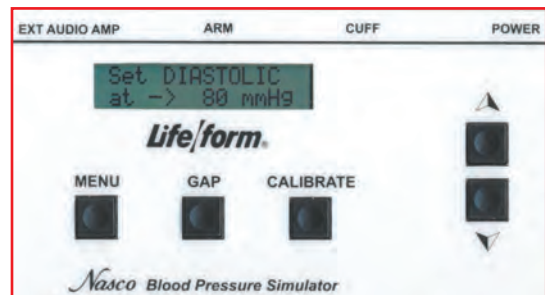 EXT AUDIO AMP ARM CUFF POWER
Set DIASTOLIC
at -> 80 mmHg
Life/form®
MENU GAP CALIBRATE
Nasco Blood Pressure Simulator